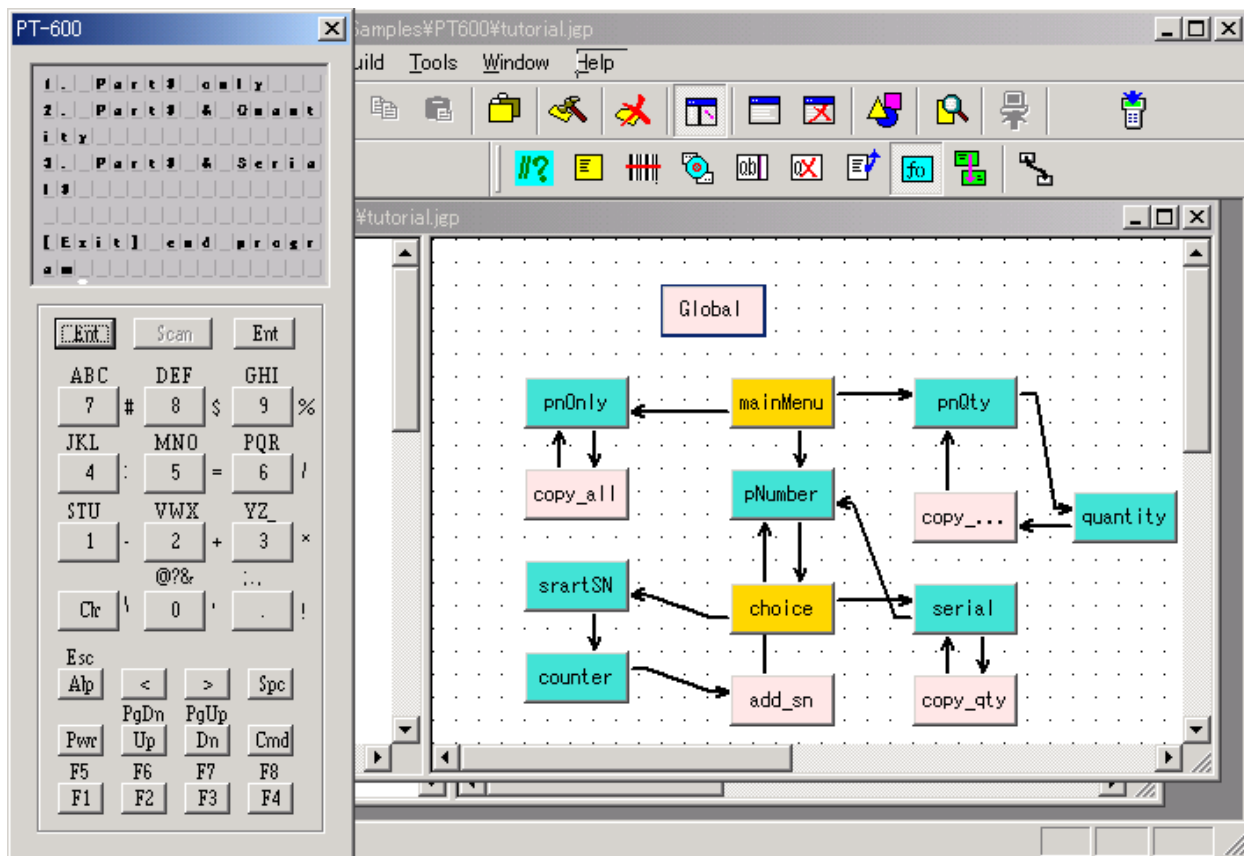 PT-600
Samples¥PT600¥tutorial.jgp
uild Tools Window Help
1. Part$ only
2. Part$ & Quant
ity
3. Part$ & Seria
l$
[Exit] end progr
am
¥tutorial.jgp
Global
pnOnly mainMenu pnQty
copy_all pNumber copy_... quantity
srartSN choice serial
counter add_sn copy_qty
Ent Scan Ent
ABC DEF GHI
7 # 8 $ 9 %
JKL MNO PQR
4 : 5 = 6 /
STU VWX YZ_
1 - 2 + 3 *
@?& ;.,
Clr \ 0 ' . !
Esc
Alp < > Spc
PgDn PgUp
Pwr Up Dn Cmd
F5 F6 F7 F8
F1 F2 F3 F4